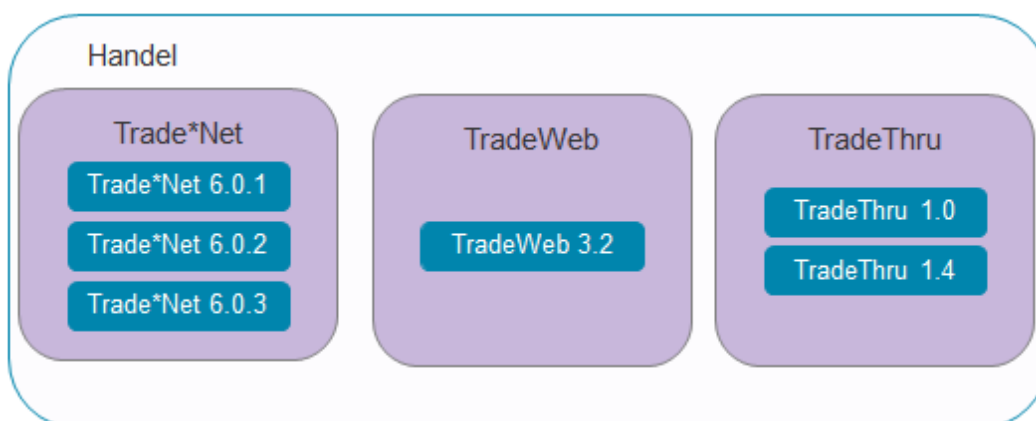 Handel
Trade*Net
Trade*Net 6.0.1
Trade*Net 6.0.2
Trade*Net 6.0.3
TradeWeb
TradeWeb 3.2
TradeThru
TradeThru 1.0
TradeThru 1.4